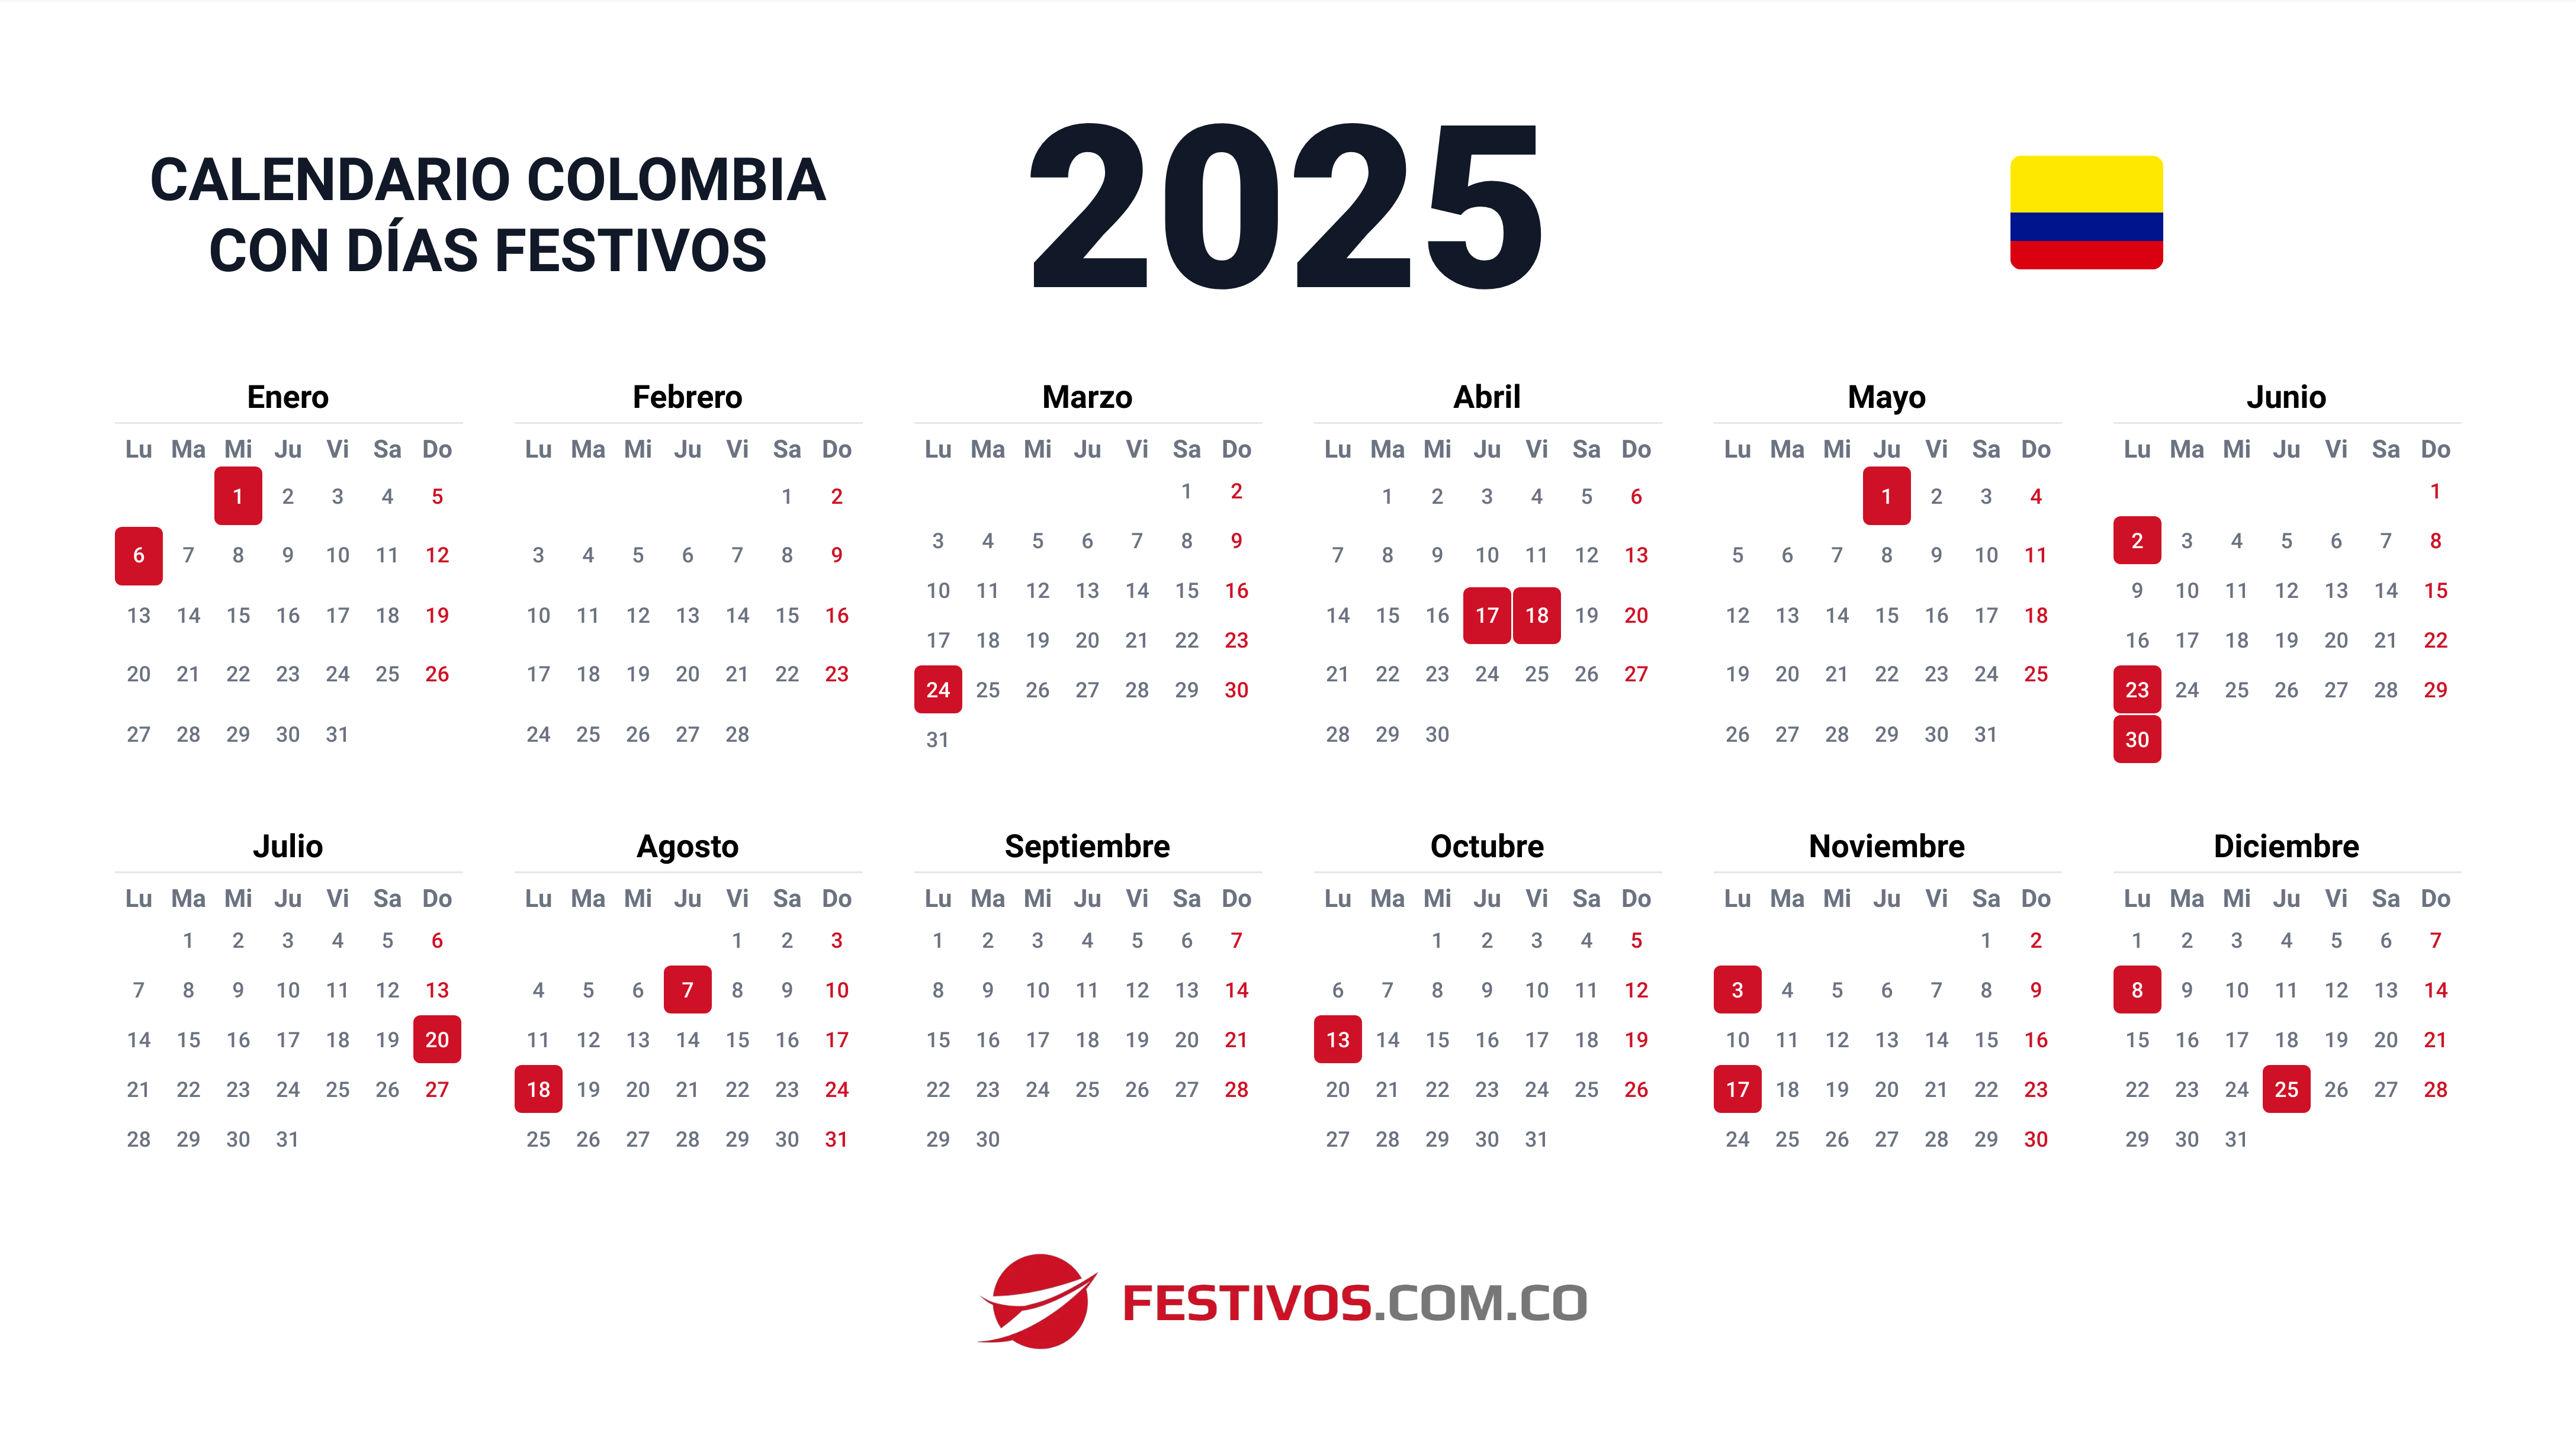 CALENDARIO COLOMBIA
CON DÍAS FESTIVOS
2025
Enero
Lu Ma Mi Ju Vi Sa Do
1 2 3 4 5
6 7 8 9 10 11 12
13 14 15 16 17 18 19
20 21 22 23 24 25 26
27 28 29 30 31
Febrero
Lu Ma Mi Ju Vi Sa Do
1 2
3 4 5 6 7 8 9
10 11 12 13 14 15 16
17 18 19 20 21 22 23
24 25 26 27 28
Marzo
Lu Ma Mi Ju Vi Sa Do
1 2
3 4 5 6 7 8 9
10 11 12 13 14 15 16
17 18 19 20 21 22 23
24 25 26 27 28 29 30
31
Abril
Lu Ma Mi Ju Vi Sa Do
1 2 3 4 5 6
7 8 9 10 11 12 13
14 15 16 17 18 19 20
21 22 23 24 25 26 27
28 29 30
Mayo
Lu Ma Mi Ju Vi Sa Do
1 2 3 4
5 6 7 8 9 10 11
12 13 14 15 16 17 18
19 20 21 22 23 24 25
26 27 28 29 30 31
Junio
Lu Ma Mi Ju Vi Sa Do
1
2 3 4 5 6 7 8
9 10 11 12 13 14 15
16 17 18 19 20 21 22
23 24 25 26 27 28 29
30
Julio
Lu Ma Mi Ju Vi Sa Do
1 2 3 4 5 6
7 8 9 10 11 12 13
14 15 16 17 18 19 20
21 22 23 24 25 26 27
28 29 30 31
Agosto
Lu Ma Mi Ju Vi Sa Do
1 2 3
4 5 6 7 8 9 10
11 12 13 14 15 16 17
18 19 20 21 22 23 24
25 26 27 28 29 30 31
Septiembre
Lu Ma Mi Ju Vi Sa Do
1 2 3 4 5 6 7
8 9 10 11 12 13 14
15 16 17 18 19 20 21
22 23 24 25 26 27 28
29 30
Octubre
Lu Ma Mi Ju Vi Sa Do
1 2 3 4 5
6 7 8 9 10 11 12
13 14 15 16 17 18 19
20 21 22 23 24 25 26
27 28 29 30 31
Noviembre
Lu Ma Mi Ju Vi Sa Do
1 2
3 4 5 6 7 8 9
10 11 12 13 14 15 16
17 18 19 20 21 22 23
24 25 26 27 28 29 30
Diciembre
Lu Ma Mi Ju Vi Sa Do
1 2 3 4 5 6 7
8 9 10 11 12 13 14
15 16 17 18 19 20 21
22 23 24 25 26 27 28
29 30 31
FESTIVOS.COM.CO